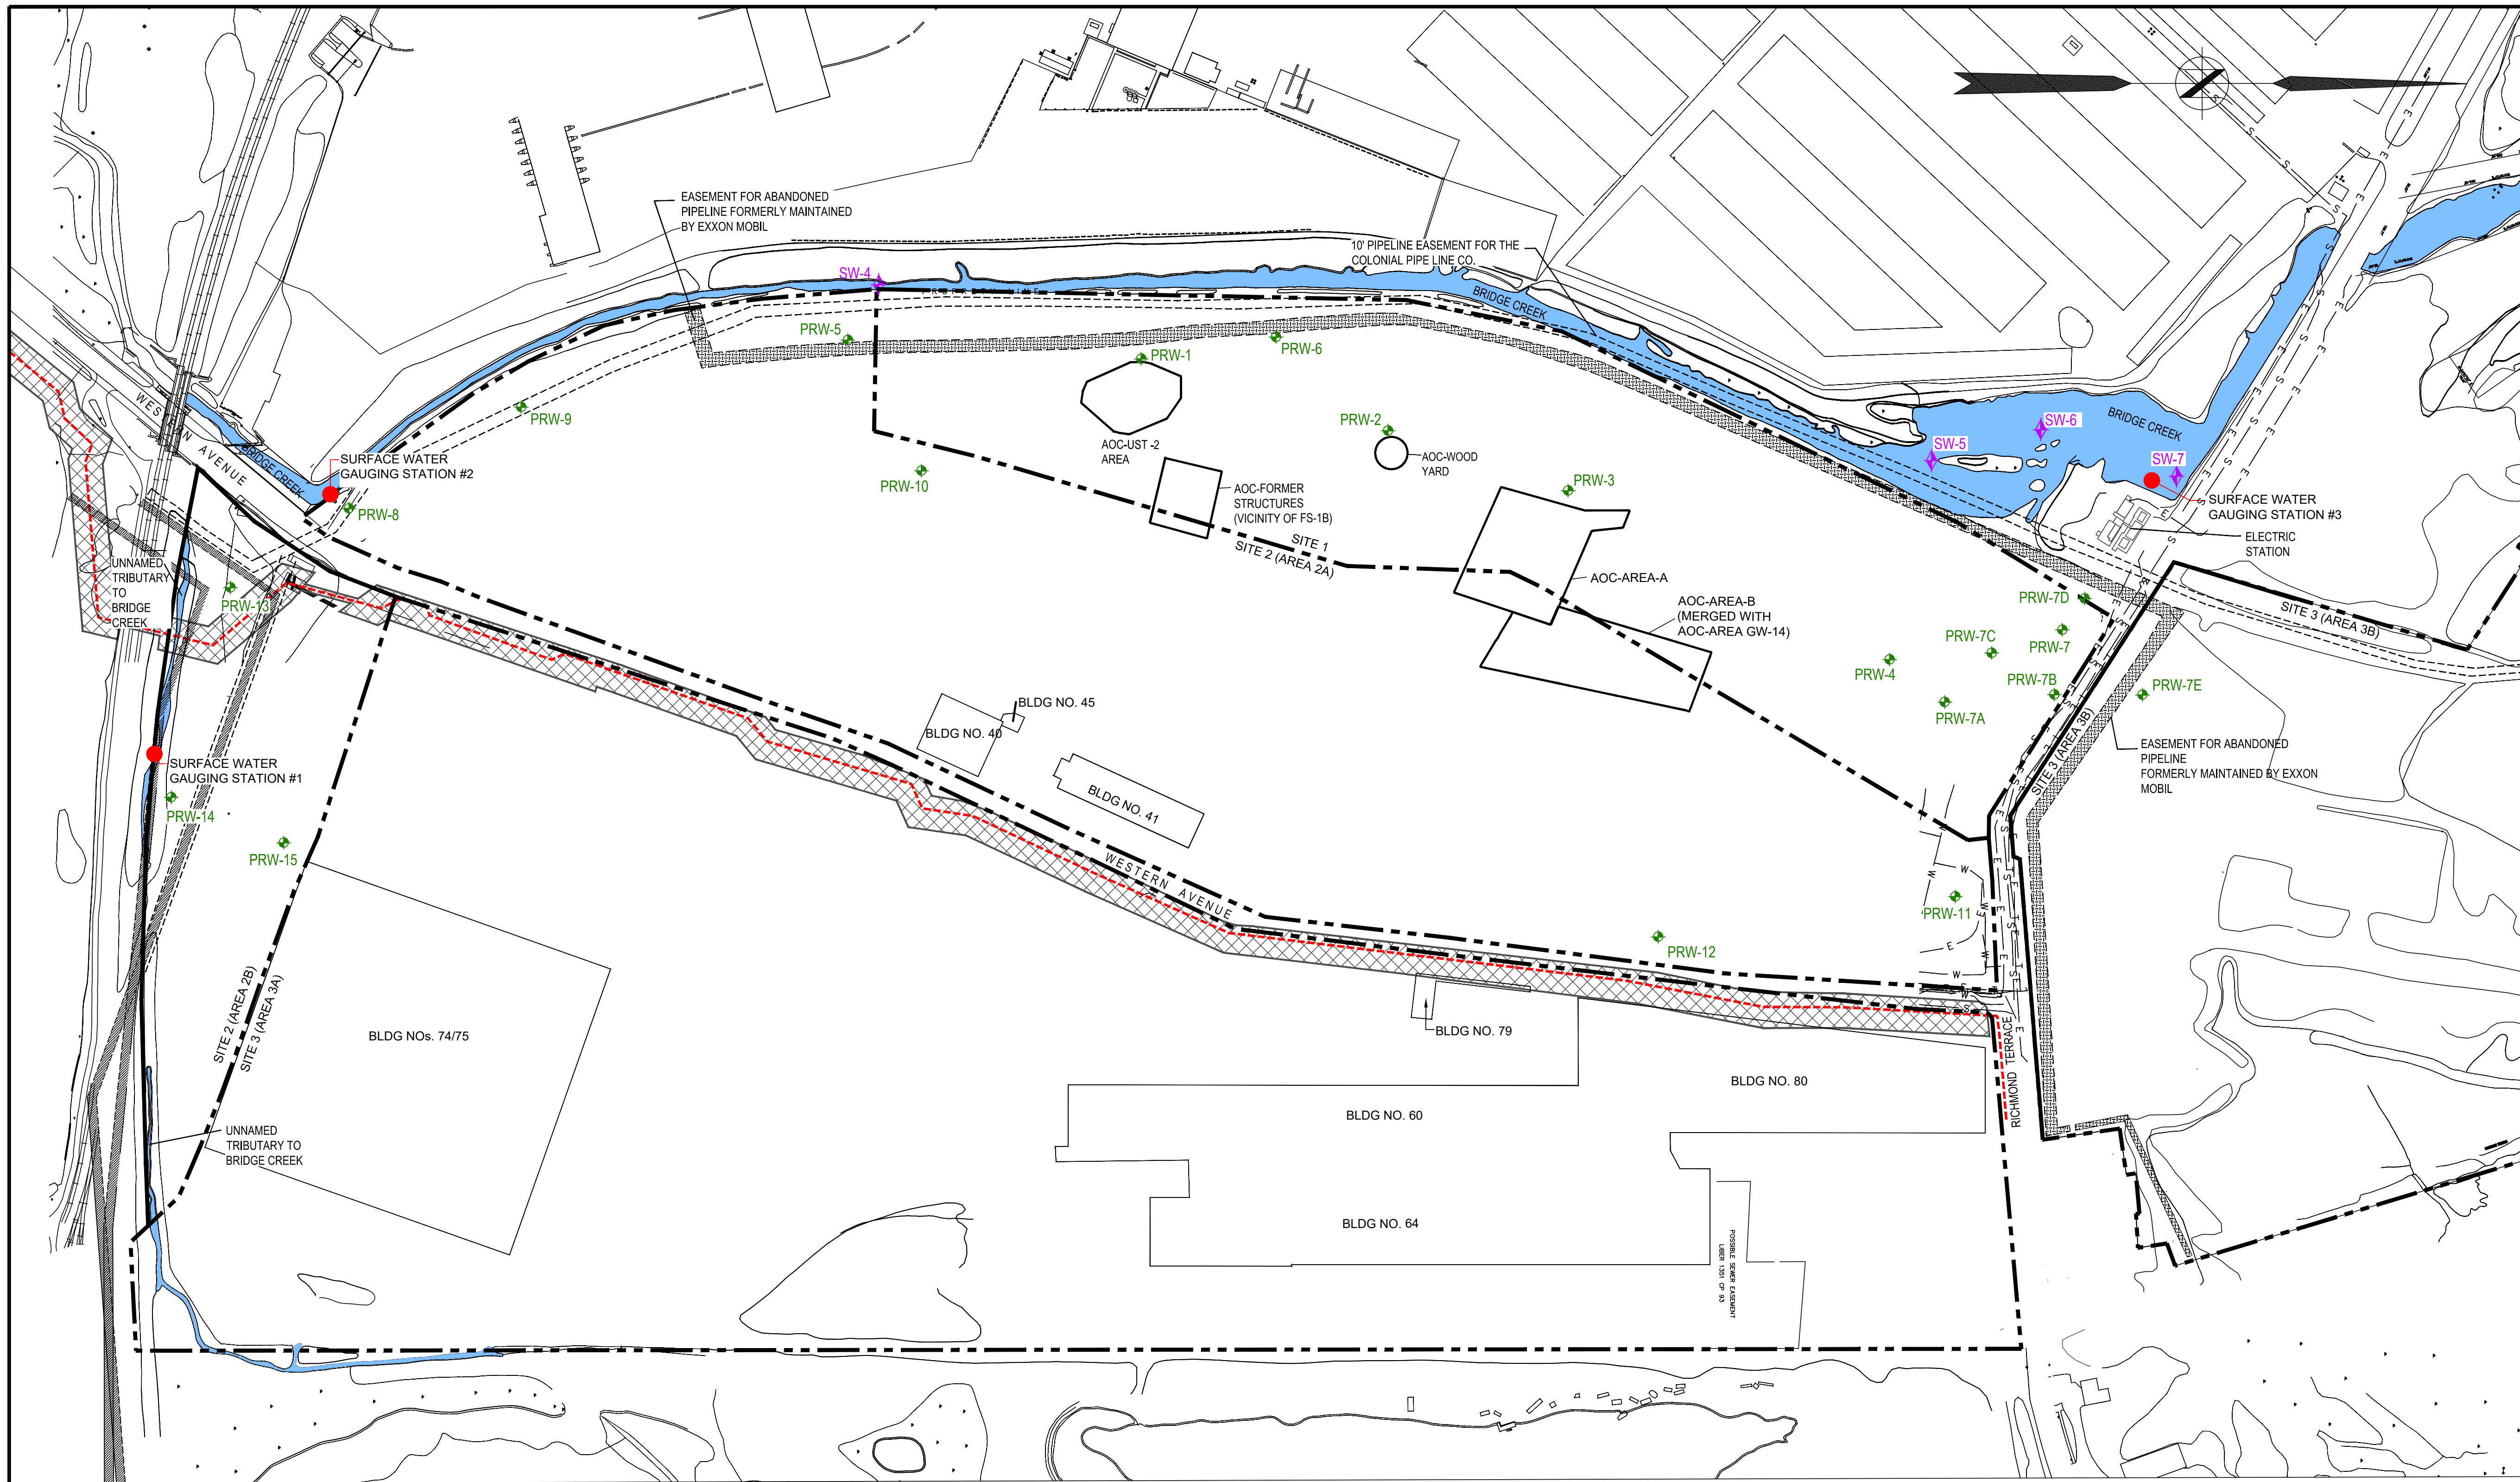 EASEMENT FOR ABANDONED
PIPELINE FORMERLY MAINTAINED
BY EXXON MOBIL
10' PIPELINE EASEMENT FOR THE
COLONIAL PIPE LINE CO.
SW-4
BRIDGE CREEK
PRW-5
PRW-1
PRW-6
PRW-9
PRW-2
SW-6
BRIDGE CREEK
SW-5
SW-7
WESTERN AVENUE
BRIDGE CREEK
SURFACE WATER
GAUGING STATION #2
AOC-UST -2
AREA
AOC-WOOD
YARD
PRW-10
PRW-3
AOC-FORMER
STRUCTURES
(VICINITY OF FS-1B)
SURFACE WATER
GAUGING STATION #3
PRW-8
ELECTRIC
STATION
SITE 1
SITE 2 (AREA 2A)
UNNAMED
TRIBUTARY
TO
BRIDGE
CREEK
PRW-13
AOC-AREA-A
AOC-AREA-B
(MERGED WITH
AOC-AREA GW-14)
PRW-7D
SITE 3 (AREA 3B)
PRW-7C
PRW-7
PRW-4
PRW-7B
PRW-7E
PRW-7A
BLDG NO. 45
BLDG NO. 40
SITE 3 (AREA 3B)
EASEMENT FOR ABANDONED
PIPELINE
FORMERLY MAINTAINED BY EXXON
MOBIL
SURFACE WATER
GAUGING STATION #1
BLDG NO. 41
PRW-14
PRW-15
WESTERN AVENUE
PRW-11
PRW-12
SITE 2 (AREA 2B)
SITE 3 (AREA 3A)
BLDG NOs. 74/75
BLDG NO. 79
RICHMOND TERRACE
BLDG NO. 80
BLDG NO. 60
UNNAMED
TRIBUTARY TO
BRIDGE CREEK
BLDG NO. 64
POSSIBLE SEWER EASEMENT
LIBER 1351 CP 93